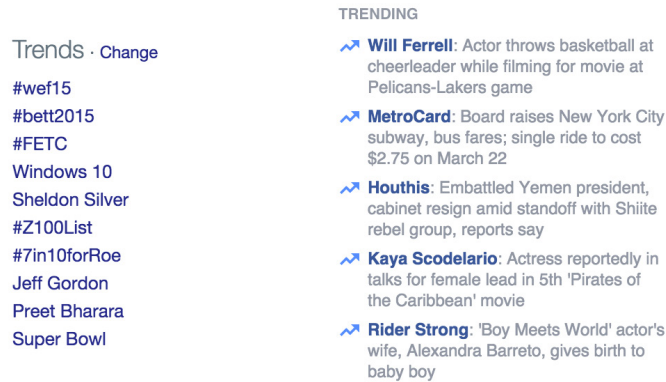 Trends · Change
#wef15
#bett2015
#FETC
Windows 10
Sheldon Silver
#Z100List
#7in10forRoe
Jeff Gordon
Preet Bharara
Super Bowl
TRENDING
Will Ferrell: Actor throws basketball at
cheerleader while filming for movie at
Pelicans-Lakers game
MetroCard: Board raises New York City
subway, bus fares; single ride to cost
$2.75 on March 22
Houthis: Embattled Yemen president,
cabinet resign amid standoff with Shiite
rebel group, reports say
Kaya Scodelario: Actress reportedly in
talks for female lead in 5th 'Pirates of
the Caribbean' movie
Rider Strong: 'Boy Meets World' actor's
wife, Alexandra Barreto, gives birth to
baby boy